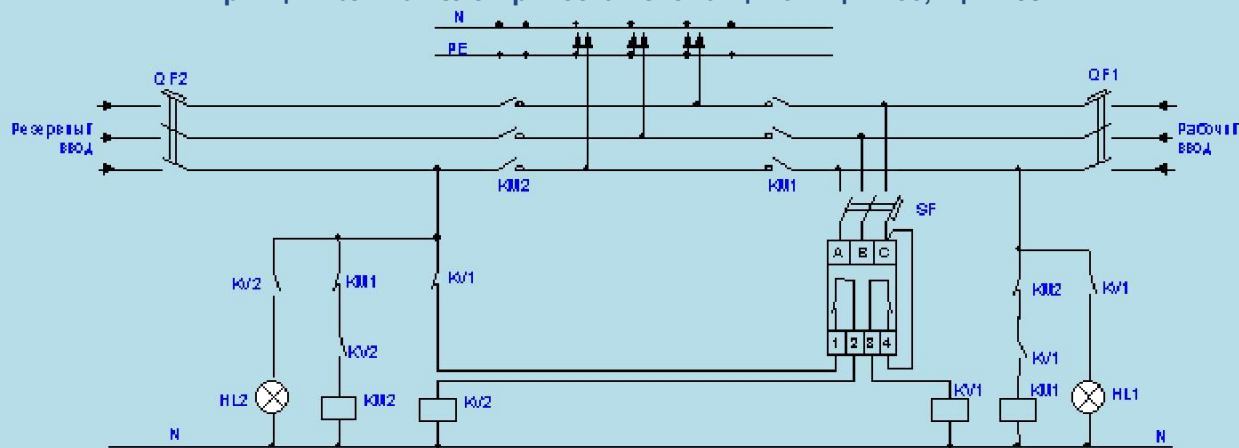 N
PE
QF2
QF1
Резервный
ввод
Рабочий
ввод
KM2
KM1
SF
A B C
KV2
KM1
KV1
KM2
KV1
1 2 3 4
KV2
KV1
HL2
KM2
KV2
KV1
KM1
HL1
N
N